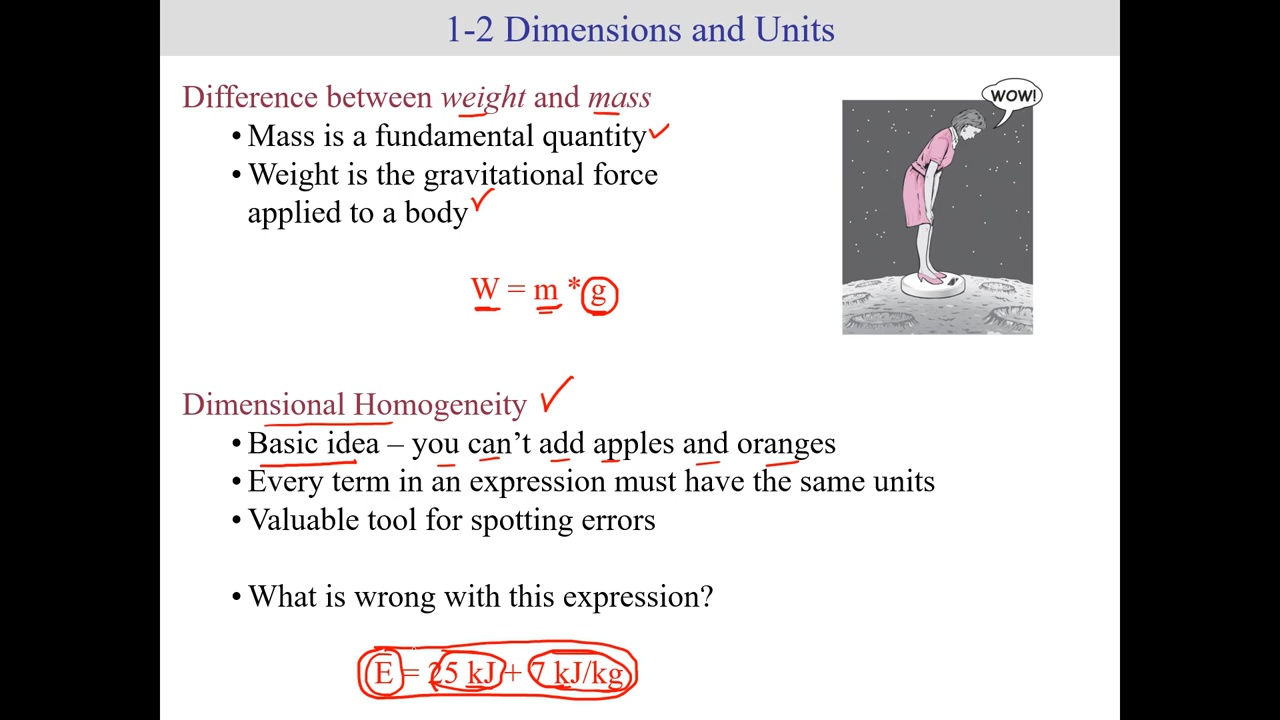 1-2 Dimensions and Units
Difference between weight and mass
• Mass is a fundamental quantity
• Weight is the gravitational force
applied to a body
WOW!
W = m * g
Dimensional Homogeneity
• Basic idea – you can’t add apples and oranges
• Every term in an expression must have the same units
• Valuable tool for spotting errors
• What is wrong with this expression?
E = 25 kJ + 7 kJ/kg